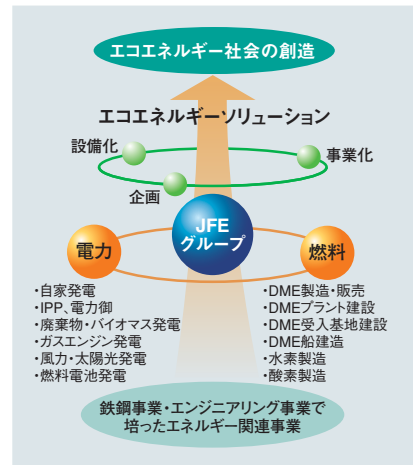 エコエネルギー社会の創造
エコエネルギーソリューション
設備化
事業化
企画
JFE
グループ
電力
燃料
・自家発電
・IPP、電力御
・廃棄物・バイオマス発電
・ガスエンジン発電
・風力・太陽光発電
・燃料電池発電
・DME製造・販売
・DMEプラント建設
・DME受入基地建設
・DME船建造
・水素製造
・酸素製造
鉄鋼事業・エンジニアリング事業で
培ったエネルギー関連事業